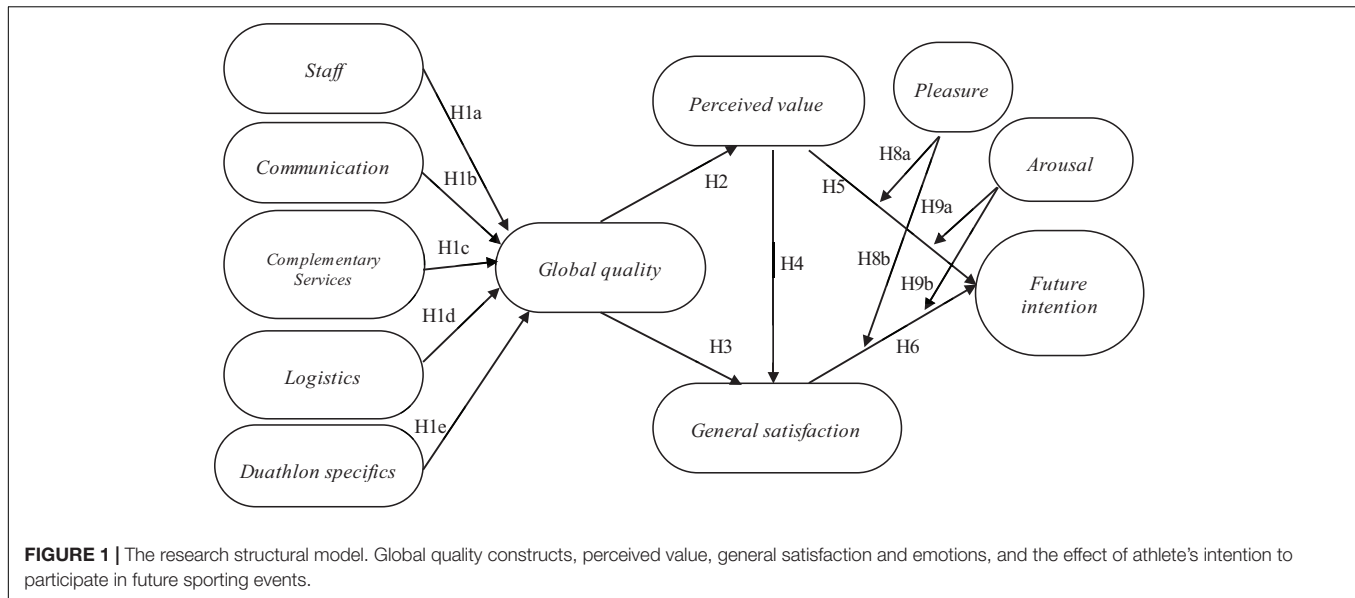 Staff
H1a
Communication
H1b
Complementary
Services
H1c
Logistics
H1d
Duathlon specifics
H1e
Global quality
H2
H3
Perceived value
H4
General satisfaction
Pleasure
H8a
H8b
Arousal
H9a
H9b
H5
H6
Future
intention
FIGURE 1 | The research structural model. Global quality constructs, perceived value, general satisfaction and emotions, and the effect of athlete's intention to
participate in future sporting events.